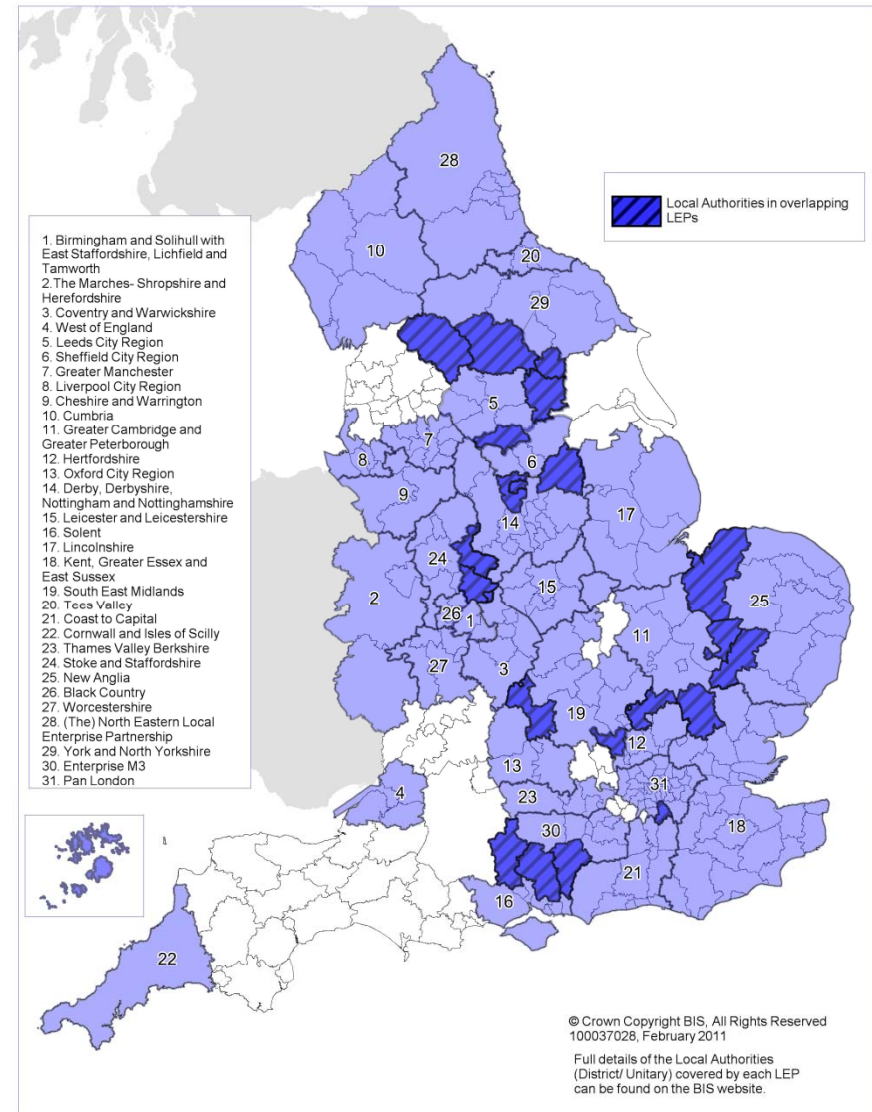 Local Authorities in overlapping
LEPs
1. Birmingham and Solihull with
East Staffordshire, Lichfield and
Tamworth
2.The Marches- Shropshire and
Herefordshire
3. Coventry and Warwickshire
4. West of England
5. Leeds City Region
6. Sheffield City Region
7. Greater Manchester
8. Liverpool City Region
9. Cheshire and Warrington
10. Cumbria
11. Greater Cambridge and
Greater Peterborough
12. Hertfordshire
13. Oxford City Region
14. Derby, Derbyshire,
Nottingham and Nottinghamshire
15. Leicester and Leicestershire
16. Solent
17. Lincolnshire
18. Kent, Greater Essex and
East Sussex
19. South East Midlands
20. Tees Valley
21. Coast to Capital
22. Cornwall and Isles of Scilly
23. Thames Valley Berkshire
24. Stoke and Staffordshire
25. New Anglia
26. Black Country
27. Worcestershire
28. (The) North Eastern Local
Enterprise Partnership
29. York and North Yorkshire
30. Enterprise M3
31. Pan London
28
10
20
29
5
7
8
6
9
14
17
24
15
25
2
26
1
11
27
3
19
12
13
31
4
23
30
18
21
16
22
© Crown Copyright BIS, All Rights Reserved
100037028, February 2011
Full details of the Local Authorities
(District/ Unitary) covered by each LEP
can be found on the BIS website.